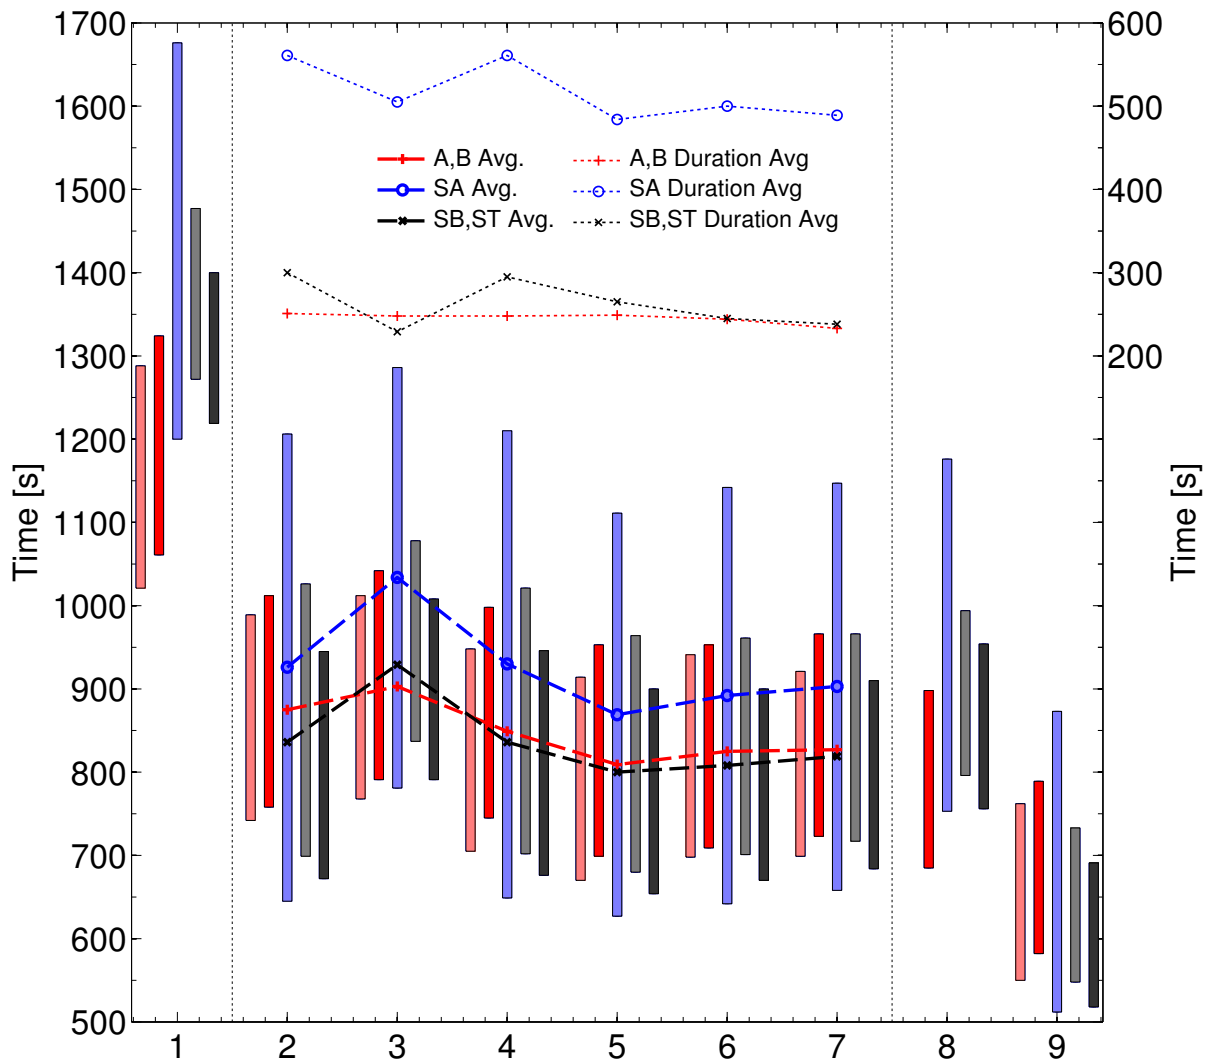 1700
1600
1500
1400
1300
1200
1100
1000
900
800
700
600
500
Time [s]
A,B Avg.
SA Avg.
SB,ST Avg.
A,B Duration Avg
SA Duration Avg
SB,ST Duration Avg
600
500
400
300
200
Time [s]
1 2 3 4 5 6 7 8 9